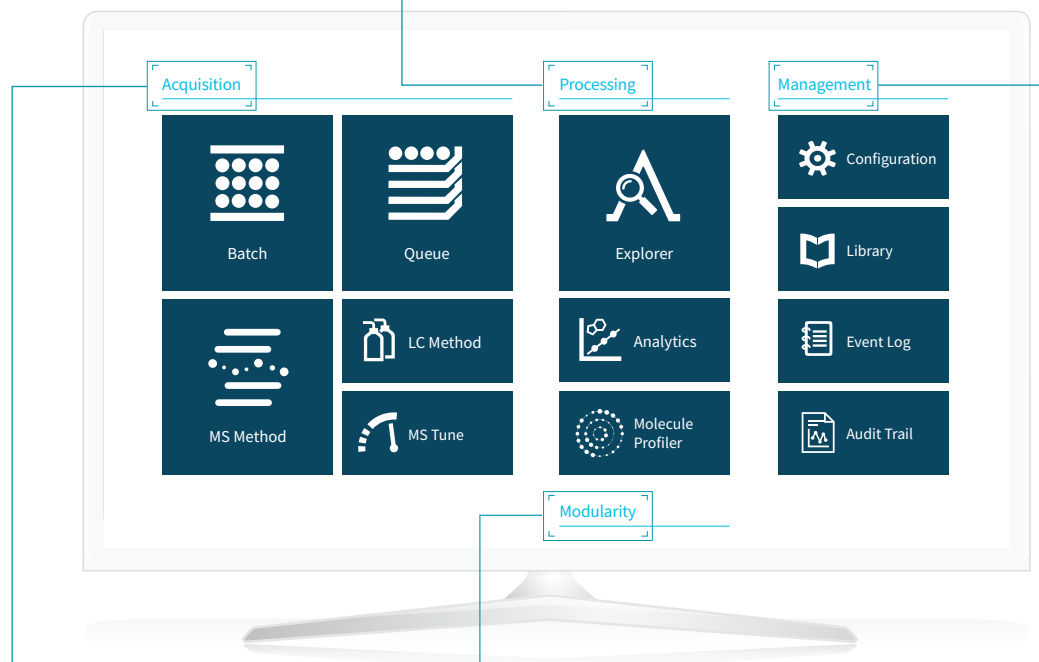 Acquisition
Processing
Management
Batch
Queue
Explorer
Configuration
Library
MS Method
LC Method
MS Tune
Analytics
Molecule
Profiler
Event Log
Audit Trail
Modularity